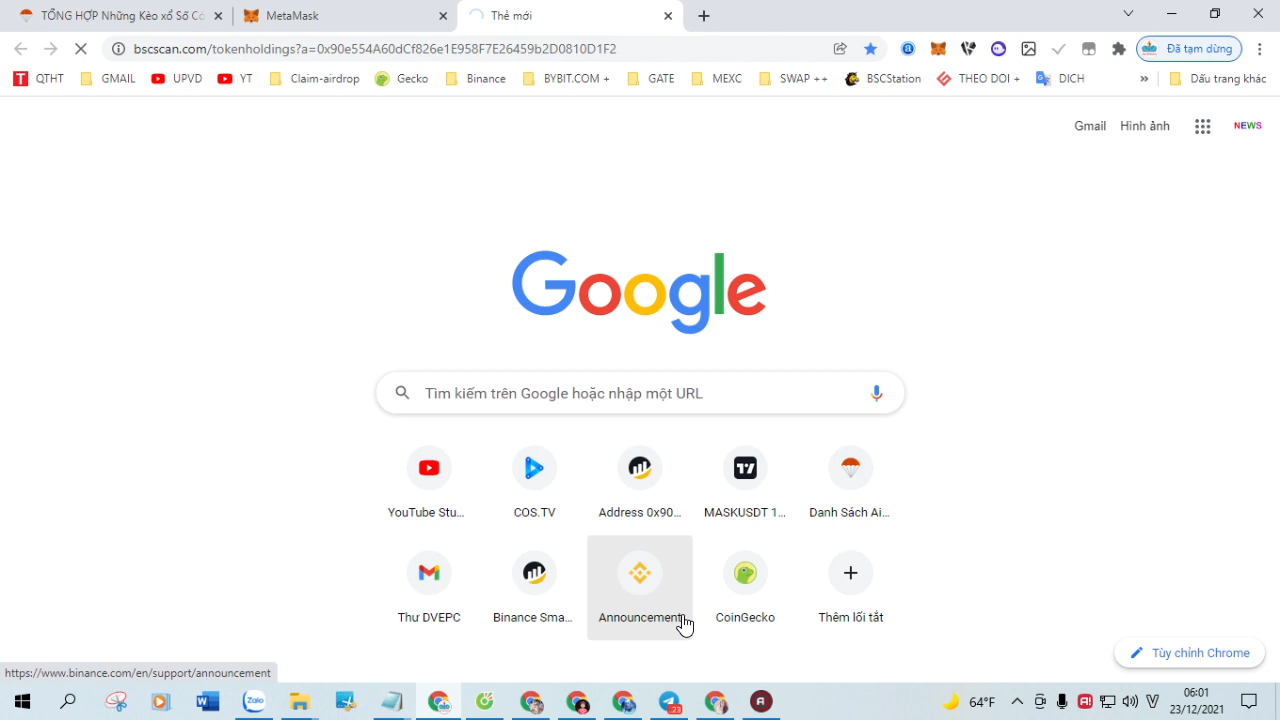 TỔNG HỢP Những Kèo xổ Số Có
MetaMask
Thẻ mới
bscscan.com/tokenholdings?a=0x90e554A60dCf826e1E958F7E26459b2D0810D1F2
Đã tạm dừng
QTHT
GMAIL
UPVD
YT
Claim-airdrop
Gecko
Binance
BYBIT.COM +
GATE
MEXC
SWAP ++
BSCStation
THEO DOI +
DICH
»
Dấu trang khác
Gmail
Hình ảnh
NEWS
Google
Tìm kiếm trên Google hoặc nhập một URL
YouTube Stu...
COS.TV
Address 0x90...
MASKUSDT 1...
Danh Sách Ai...
Thư DVEPC
Binance Sma...
Announcement
CoinGecko
Thêm lối tắt
Tùy chỉnh Chrome
https://www.binance.com/en/support/announcement
Zalo
23
64°F
06:01
23/12/2021